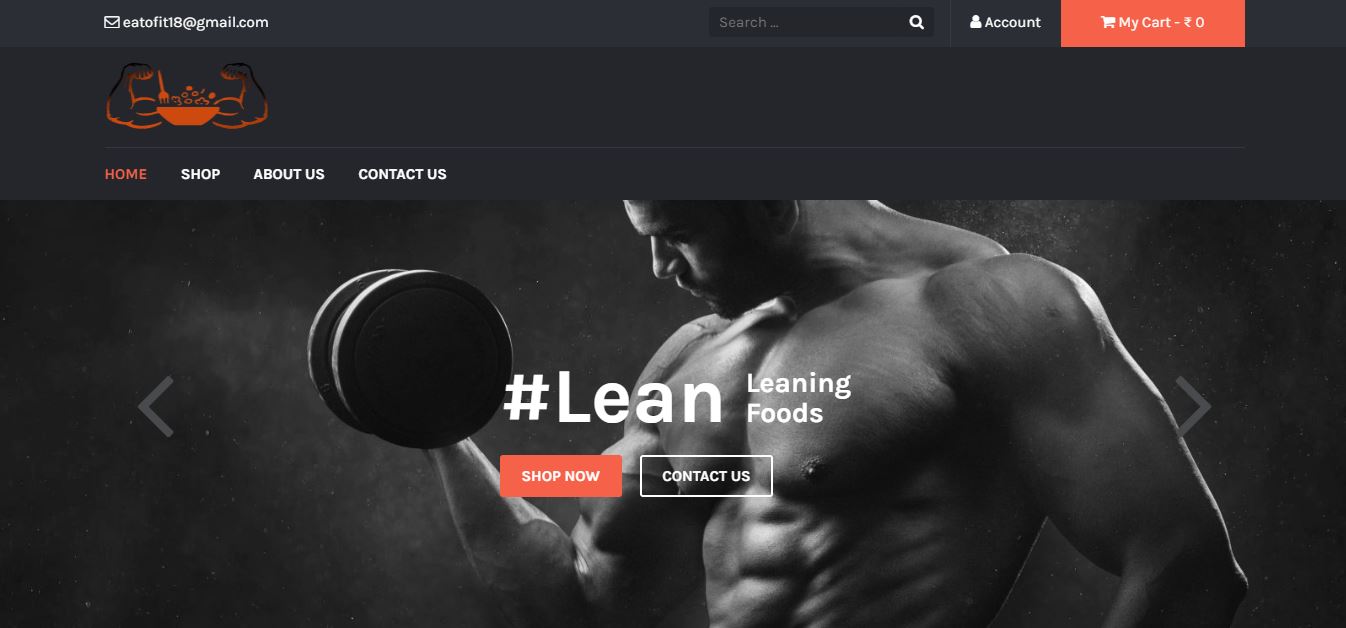 eatofit18@gmail.com
Search ...
Account
My Cart - ₹ 0
HOME
SHOP
ABOUT US
CONTACT US
#Lean
Leaning
Foods
SHOP NOW
CONTACT US